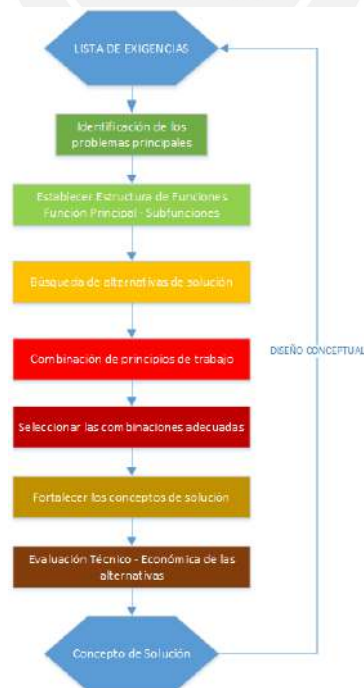 LISTA DE EXIGENCIAS
Identificación de los
problemas principales
Establecer Estructura de Funciones
Función Principal - Subfunciones
Búsqueda de alternativas de solución
Combinación de principios de trabajo
DISEÑO CONCEPTUAL
Seleccionar las combinaciones adecuadas
Fortalecer los conceptos de solución
Evaluación Técnico - Económica de las
alternativas
Concepto de Solución